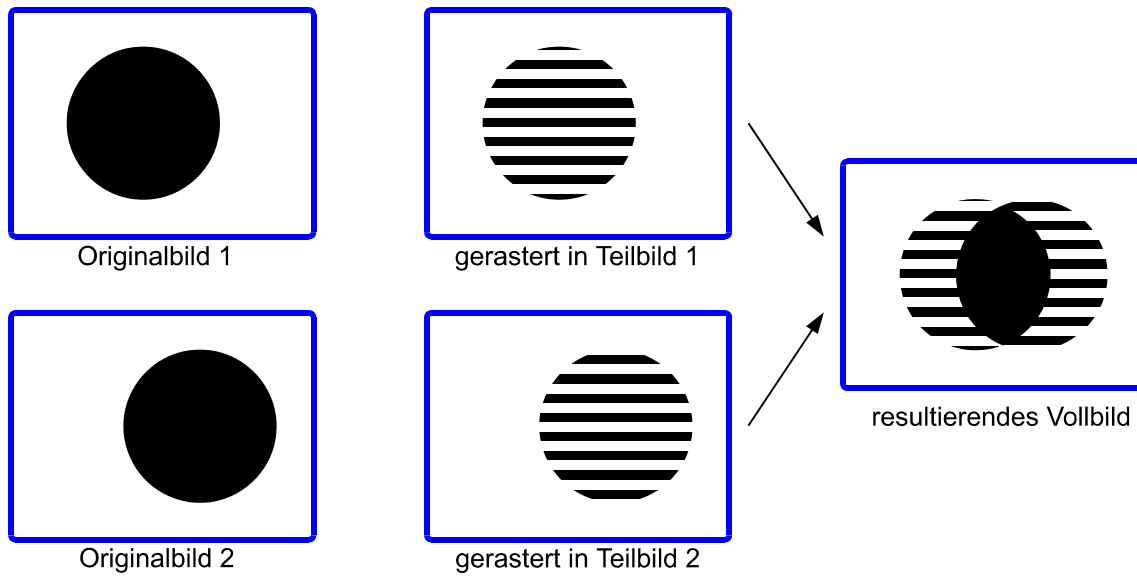 Originalbild 1
gerastert in Teilbild 1
resultierendes Vollbild
Originalbild 2
gerastert in Teilbild 2